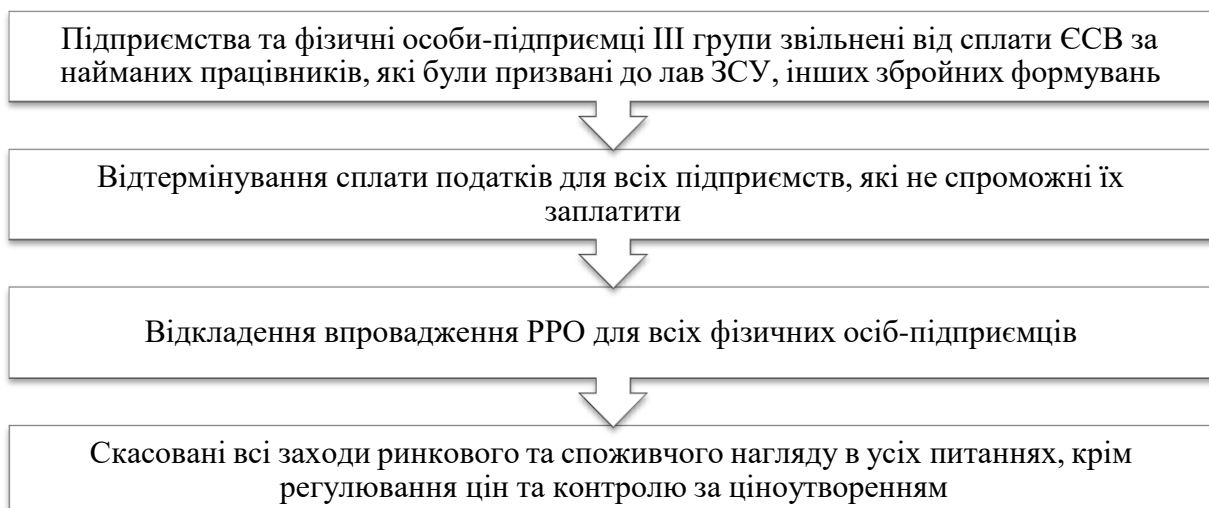 Підприємства та фізичні особи-підприємці ІІІ групи звільнені від сплати ЄСВ за
найманих працівників, які були призвані до лав ЗСУ, інших збройних формувань
Відтермінування сплати податків для всіх підприємств, які не спроможні їх
заплатити
Відкладення впровадження РРО для всіх фізичних осіб-підприємців
Скасовані всі заходи ринкового та споживчого нагляду в усіх питаннях, крім
регулювання цін та контролю за ціноутворенням